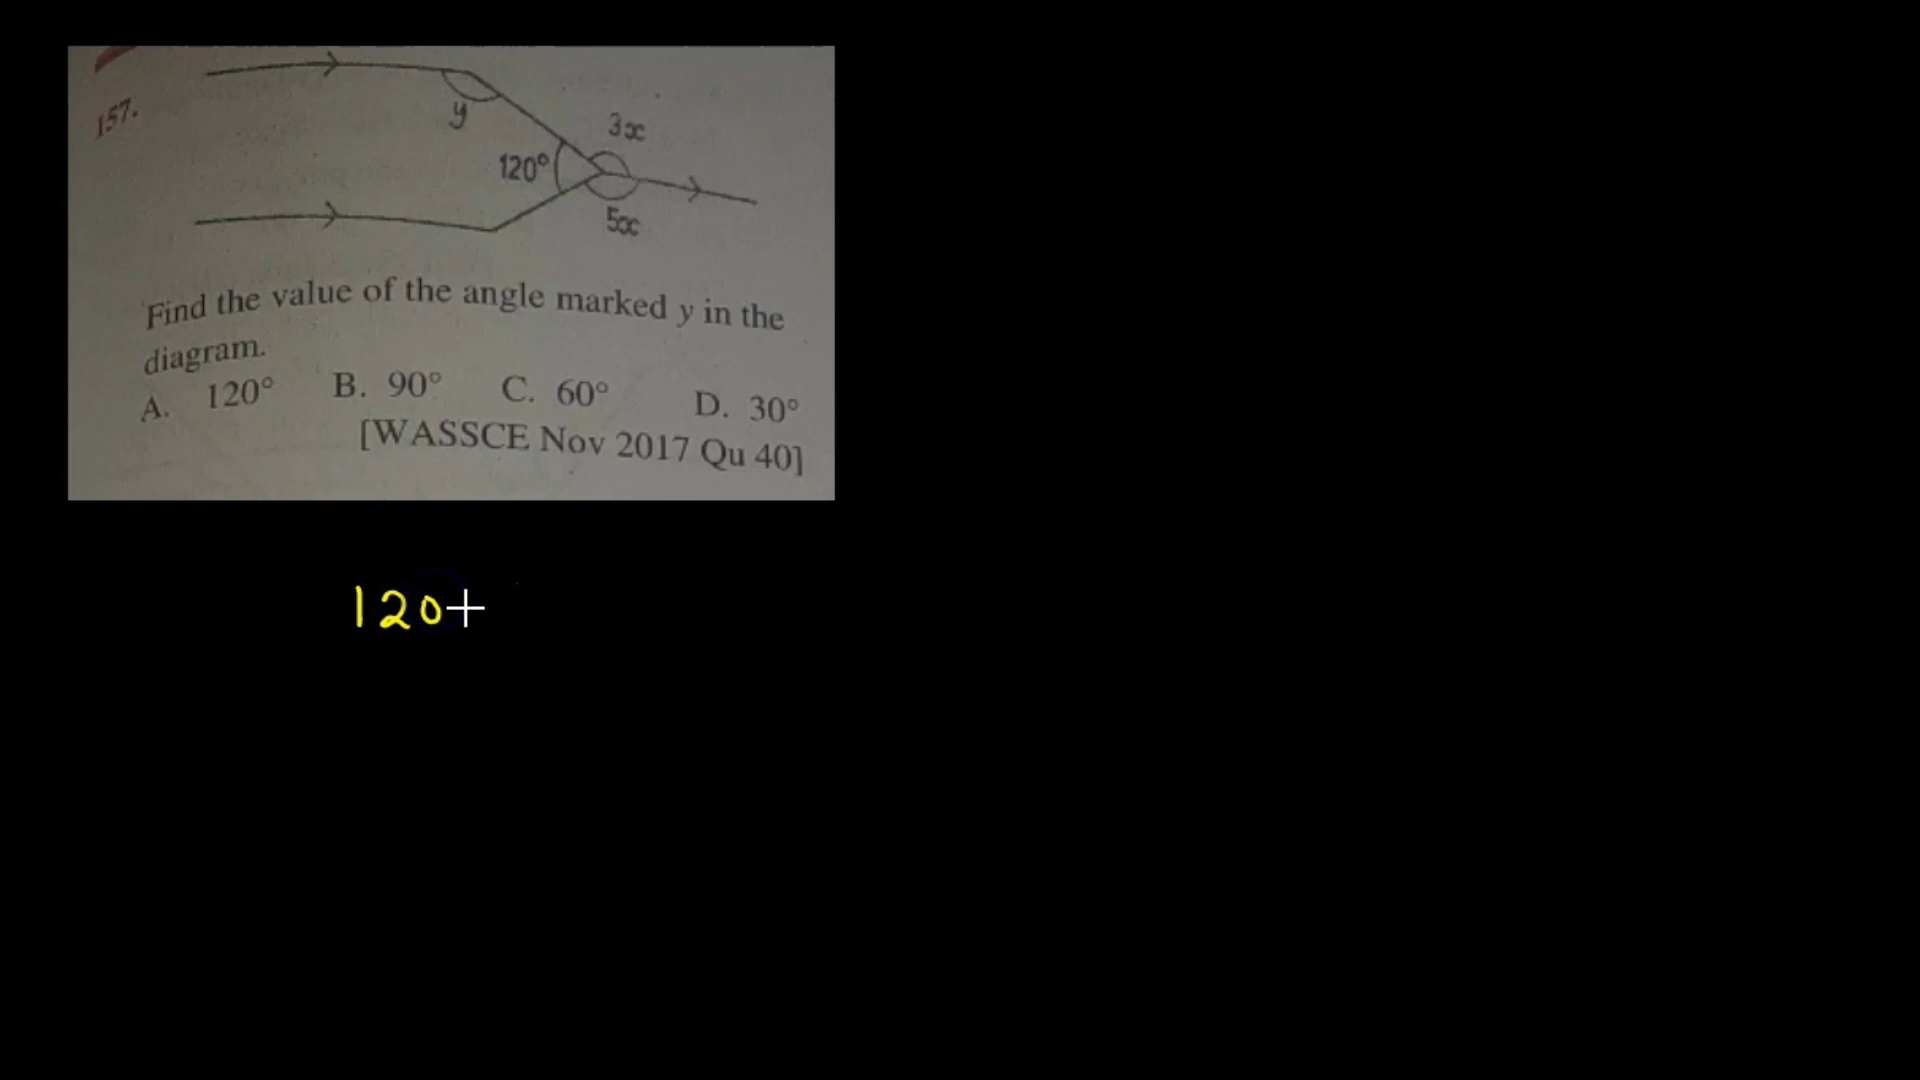 157.
y
3x
120°
5x
Find the value of the angle marked y in the
diagram.
A. 120° B. 90° C. 60° D. 30°
[WASSCE Nov 2017 Qu 40]
120+